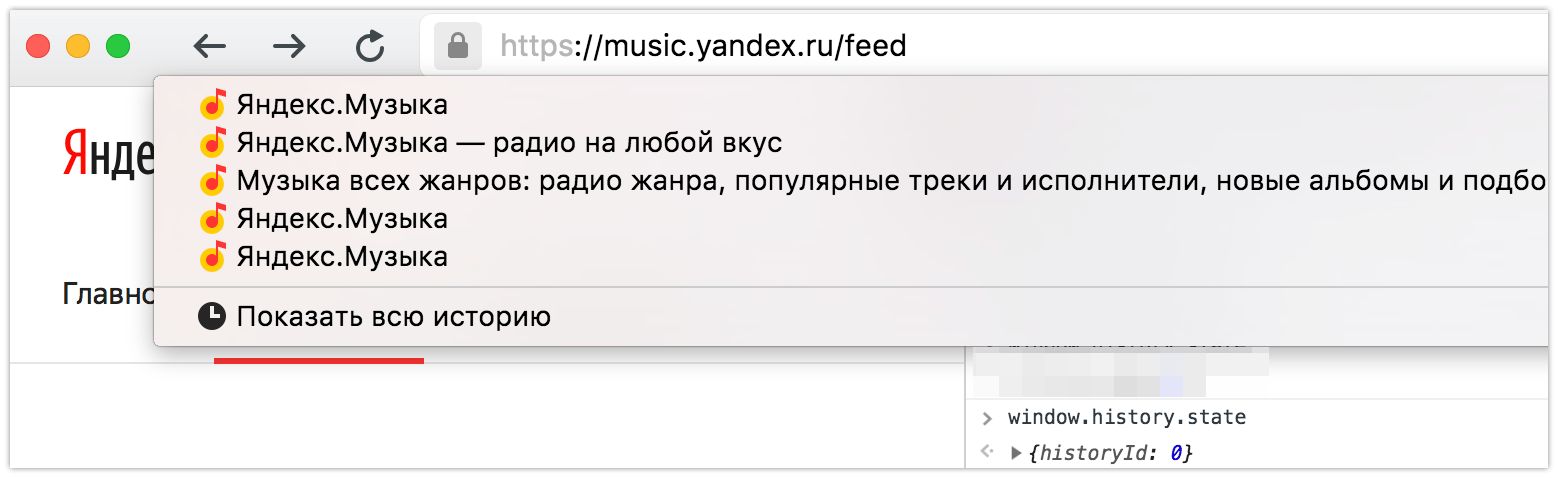 https://music.yandex.ru/feed
Яндекс.Музыка
Яндекс.Музыка — радио на любой вкус
Музыка всех жанров: радио жанра, популярные треки и исполнители, новые альбомы и подбо
Яндекс.Музыка
Яндекс.Музыка
Показать всю историю
Янде
Главно
window.history.state
{historyId: 0}